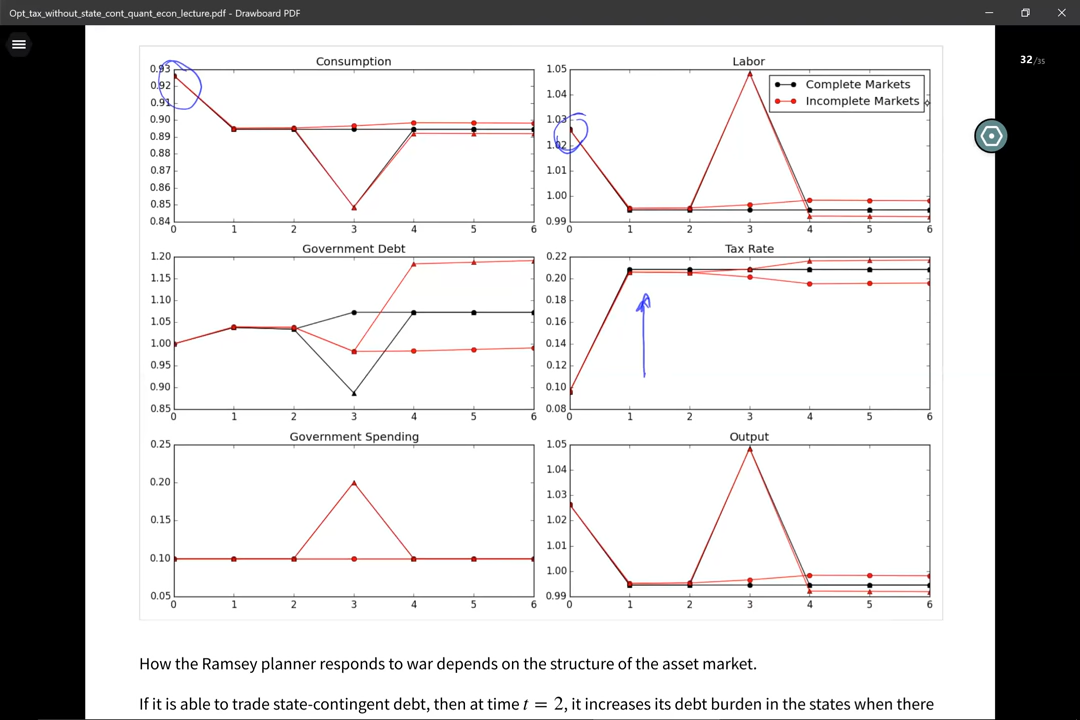 Opt_tax_without_state_cont_quant_econ_lecture.pdf - Drawboard PDF
32/35
Consumption
0.93
0.92
0.91
0.90
0.89
0.88
0.87
0.86
0.85
0.84
0 1 2 3 4 5 6
Labor
Complete Markets
Incomplete Markets
1.05
1.04
1.03
1.02
1.01
1.00
0.99
0 1 2 3 4 5 6
Government Debt
1.20
1.15
1.10
1.05
1.00
0.95
0.90
0.85
0 1 2 3 4 5 6
Tax Rate
0.22
0.20
0.18
0.16
0.14
0.12
0.10
0.08
0 1 2 3 4 5 6
Government Spending
0.25
0.20
0.15
0.10
0.05
0 1 2 3 4 5 6
Output
1.05
1.04
1.03
1.02
1.01
1.00
0.99
0 1 2 3 4 5 6
How the Ramsey planner responds to war depends on the structure of the asset market.
If it is able to trade state-contingent debt, then at time t = 2, it increases its debt burden in the states when there